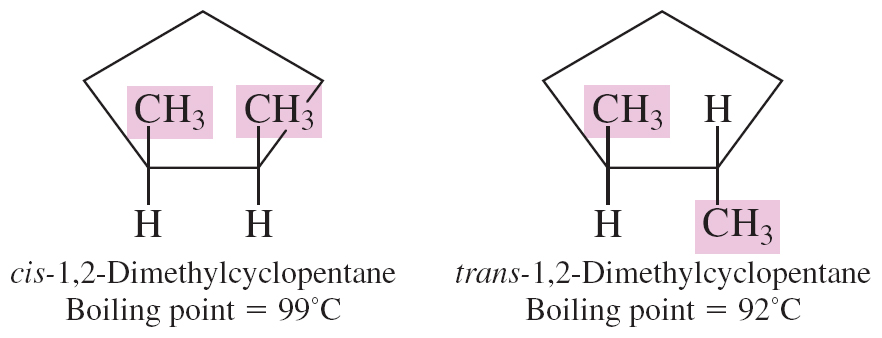 CH3 CH3 CH3 H
H H H CH3
cis-1,2-Dimethylcyclopentane trans-1,2-Dimethylcyclopentane
Boiling point = 99°C Boiling point = 92°C